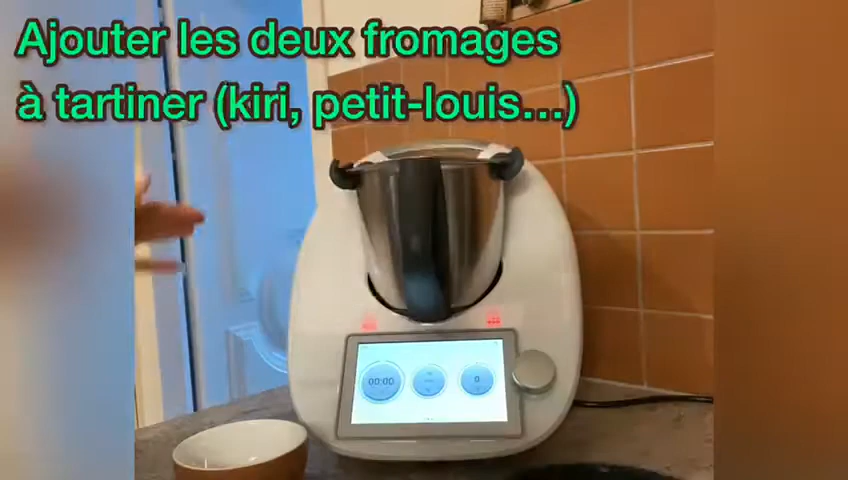 Ajouter les deux fromages
à tartiner (kiri, petit-louis...)
00:00
0